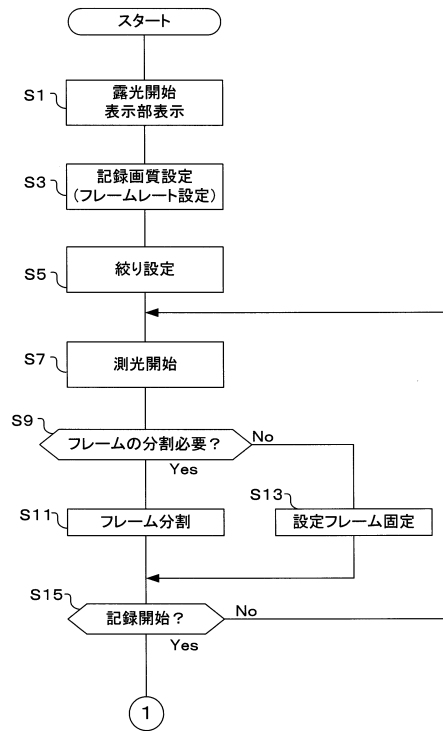 スタート
S1
露光開始
表示部表示
S3
記録画質設定
(フレームレート設定)
S5
絞り設定
S7
測光開始
S9
フレームの分割必要？
No
Yes
S11
フレーム分割
S13
設定フレーム固定
S15
記録開始？
No
Yes
1